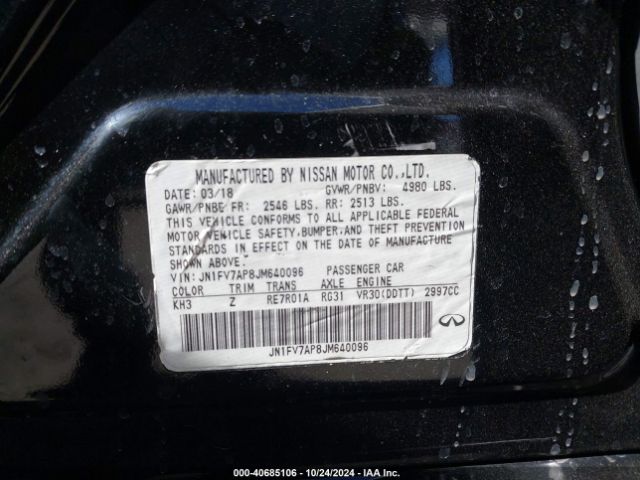 MANUFACTURED BY NISSAN MOTOR CO.,LTD.
DATE: 03/18 GVWR/PNBV: 4980 LBS.
GAWR/PNBE FR: 2546 LBS. RR: 2513 LBS.
THIS VEHICLE CONFORMS TO ALL APPLICABLE FEDERAL
MOTOR VEHICLE SAFETY,BUMPER,AND THEFT PREVENTION
STANDARDS IN EFFECT ON THE DATE OF MANUFACTURE
SHOWN ABOVE.
VIN: JN1FV7AP8JM640096 PASSENGER CAR
COLOR TRIM TRANS AXLE ENGINE
KH3 Z RE7R01A RG31 VR30(DDTT) 2997CC
JN1FV7AP8JM640096
000 - 40685106 - 10/24/2024 - IAA Inc.